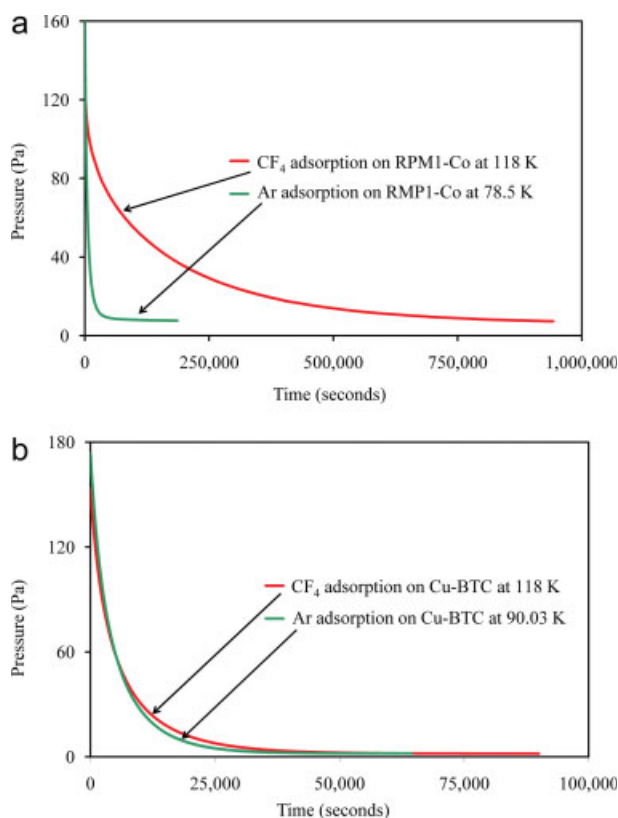 a
160
120
80
40
0
Pressure (Pa)
CF4 adsorption on RPM1-Co at 118 K
Ar adsorption on RMP1-Co at 78.5 K
0 250,000 500,000 750,000 1,000,000
Time (seconds)
b
180
120
60
0
Pressure (Pa)
CF4 adsorption on Cu-BTC at 118 K
Ar adsorption on Cu-BTC at 90.03 K
0 25,000 50,000 75,000 100,000
Time (seconds)